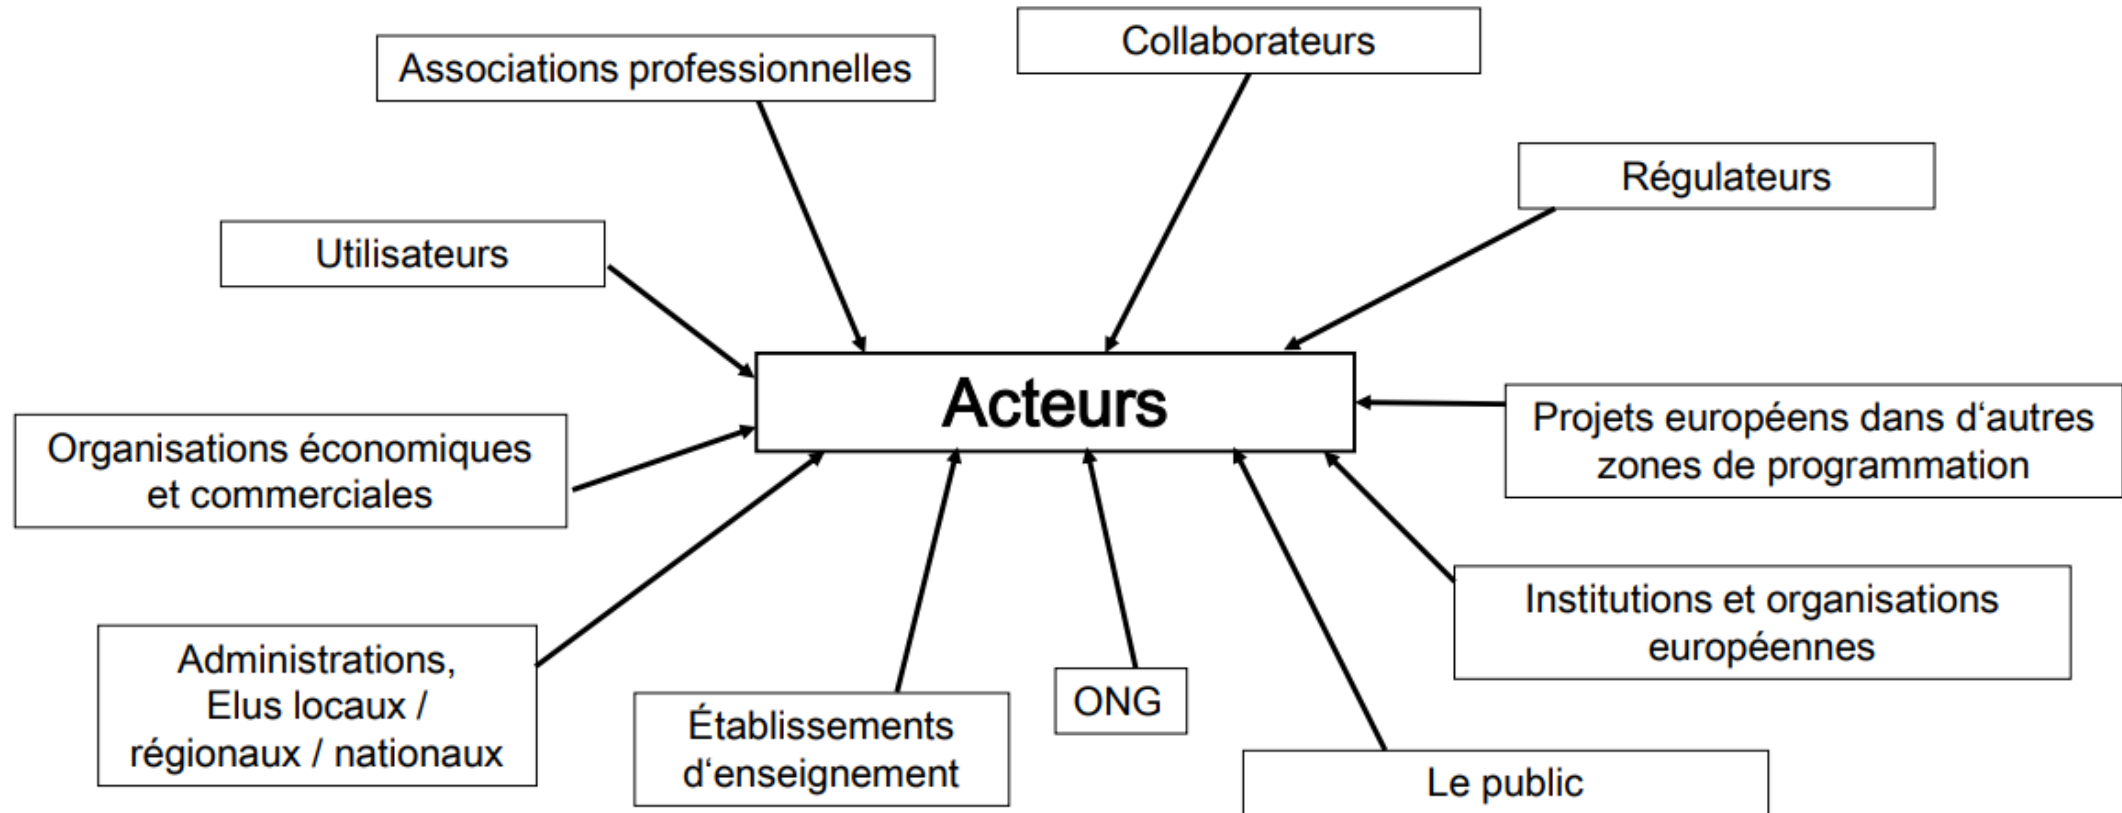 Collaborateurs
Associations professionnelles
Régulateurs
Utilisateurs
Acteurs
Projets européens dans d‘autres
zones de programmation
Organisations économiques
et commerciales
Institutions et organisations
européennes
Administrations,
Elus locaux /
régionaux / nationaux
Établissements
d‘enseignement
ONG
Le public